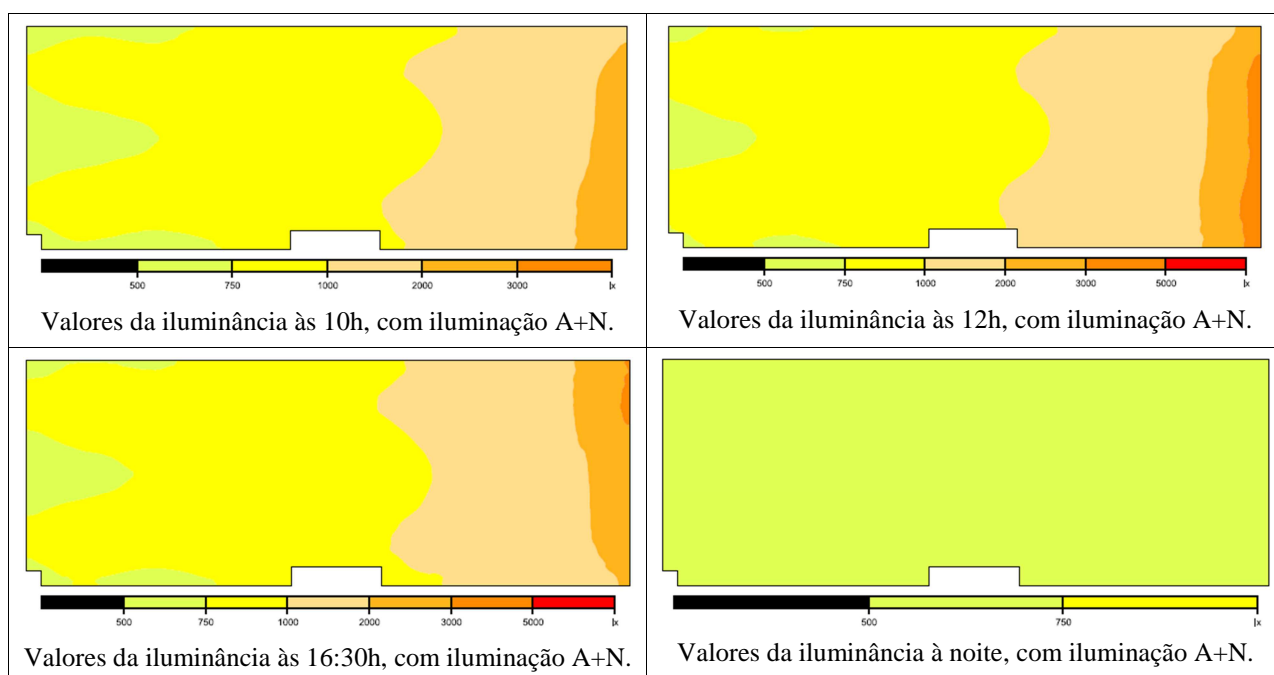 500 750 1000 2000 3000 lx
Valores da iluminância às 10h, com iluminação A+N.
500 750 1000 2000 3000 5000 lx
Valores da iluminância às 12h, com iluminação A+N.
500 750 1000 2000 3000 5000 lx
Valores da iluminância às 16:30h, com iluminação A+N.
500 750 lx
Valores da iluminância à noite, com iluminação A+N.